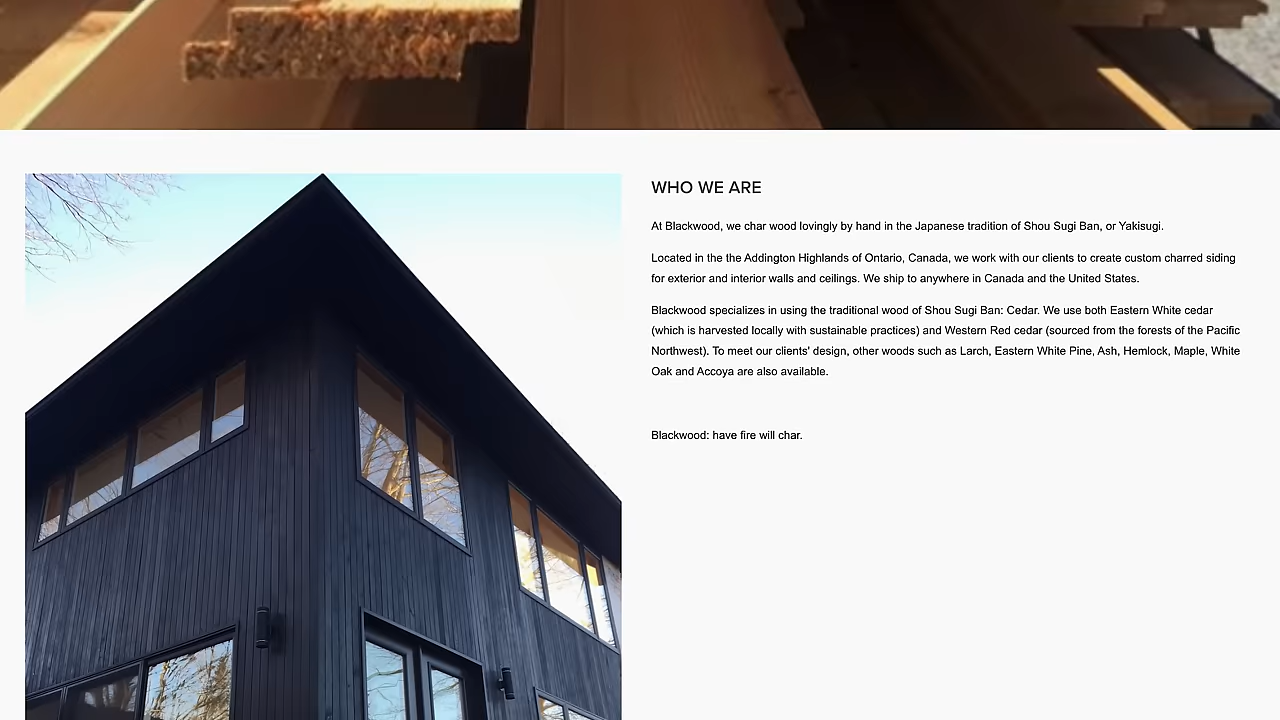 WHO WE ARE
At Blackwood, we char wood lovingly by hand in the Japanese tradition of Shou Sugi Ban, or Yakisugi.
Located in the the Addington Highlands of Ontario, Canada, we work with our clients to create custom charred siding
for exterior and interior walls and ceilings. We ship to anywhere in Canada and the United States.
Blackwood specializes in using the traditional wood of Shou Sugi Ban: Cedar. We use both Eastern White cedar
(which is harvested locally with sustainable practices) and Western Red cedar (sourced from the forests of the Pacific
Northwest). To meet our clients' design, other woods such as Larch, Eastern White Pine, Ash, Hemlock, Maple, White
Oak and Accoya are also available.
Blackwood: have fire will char.